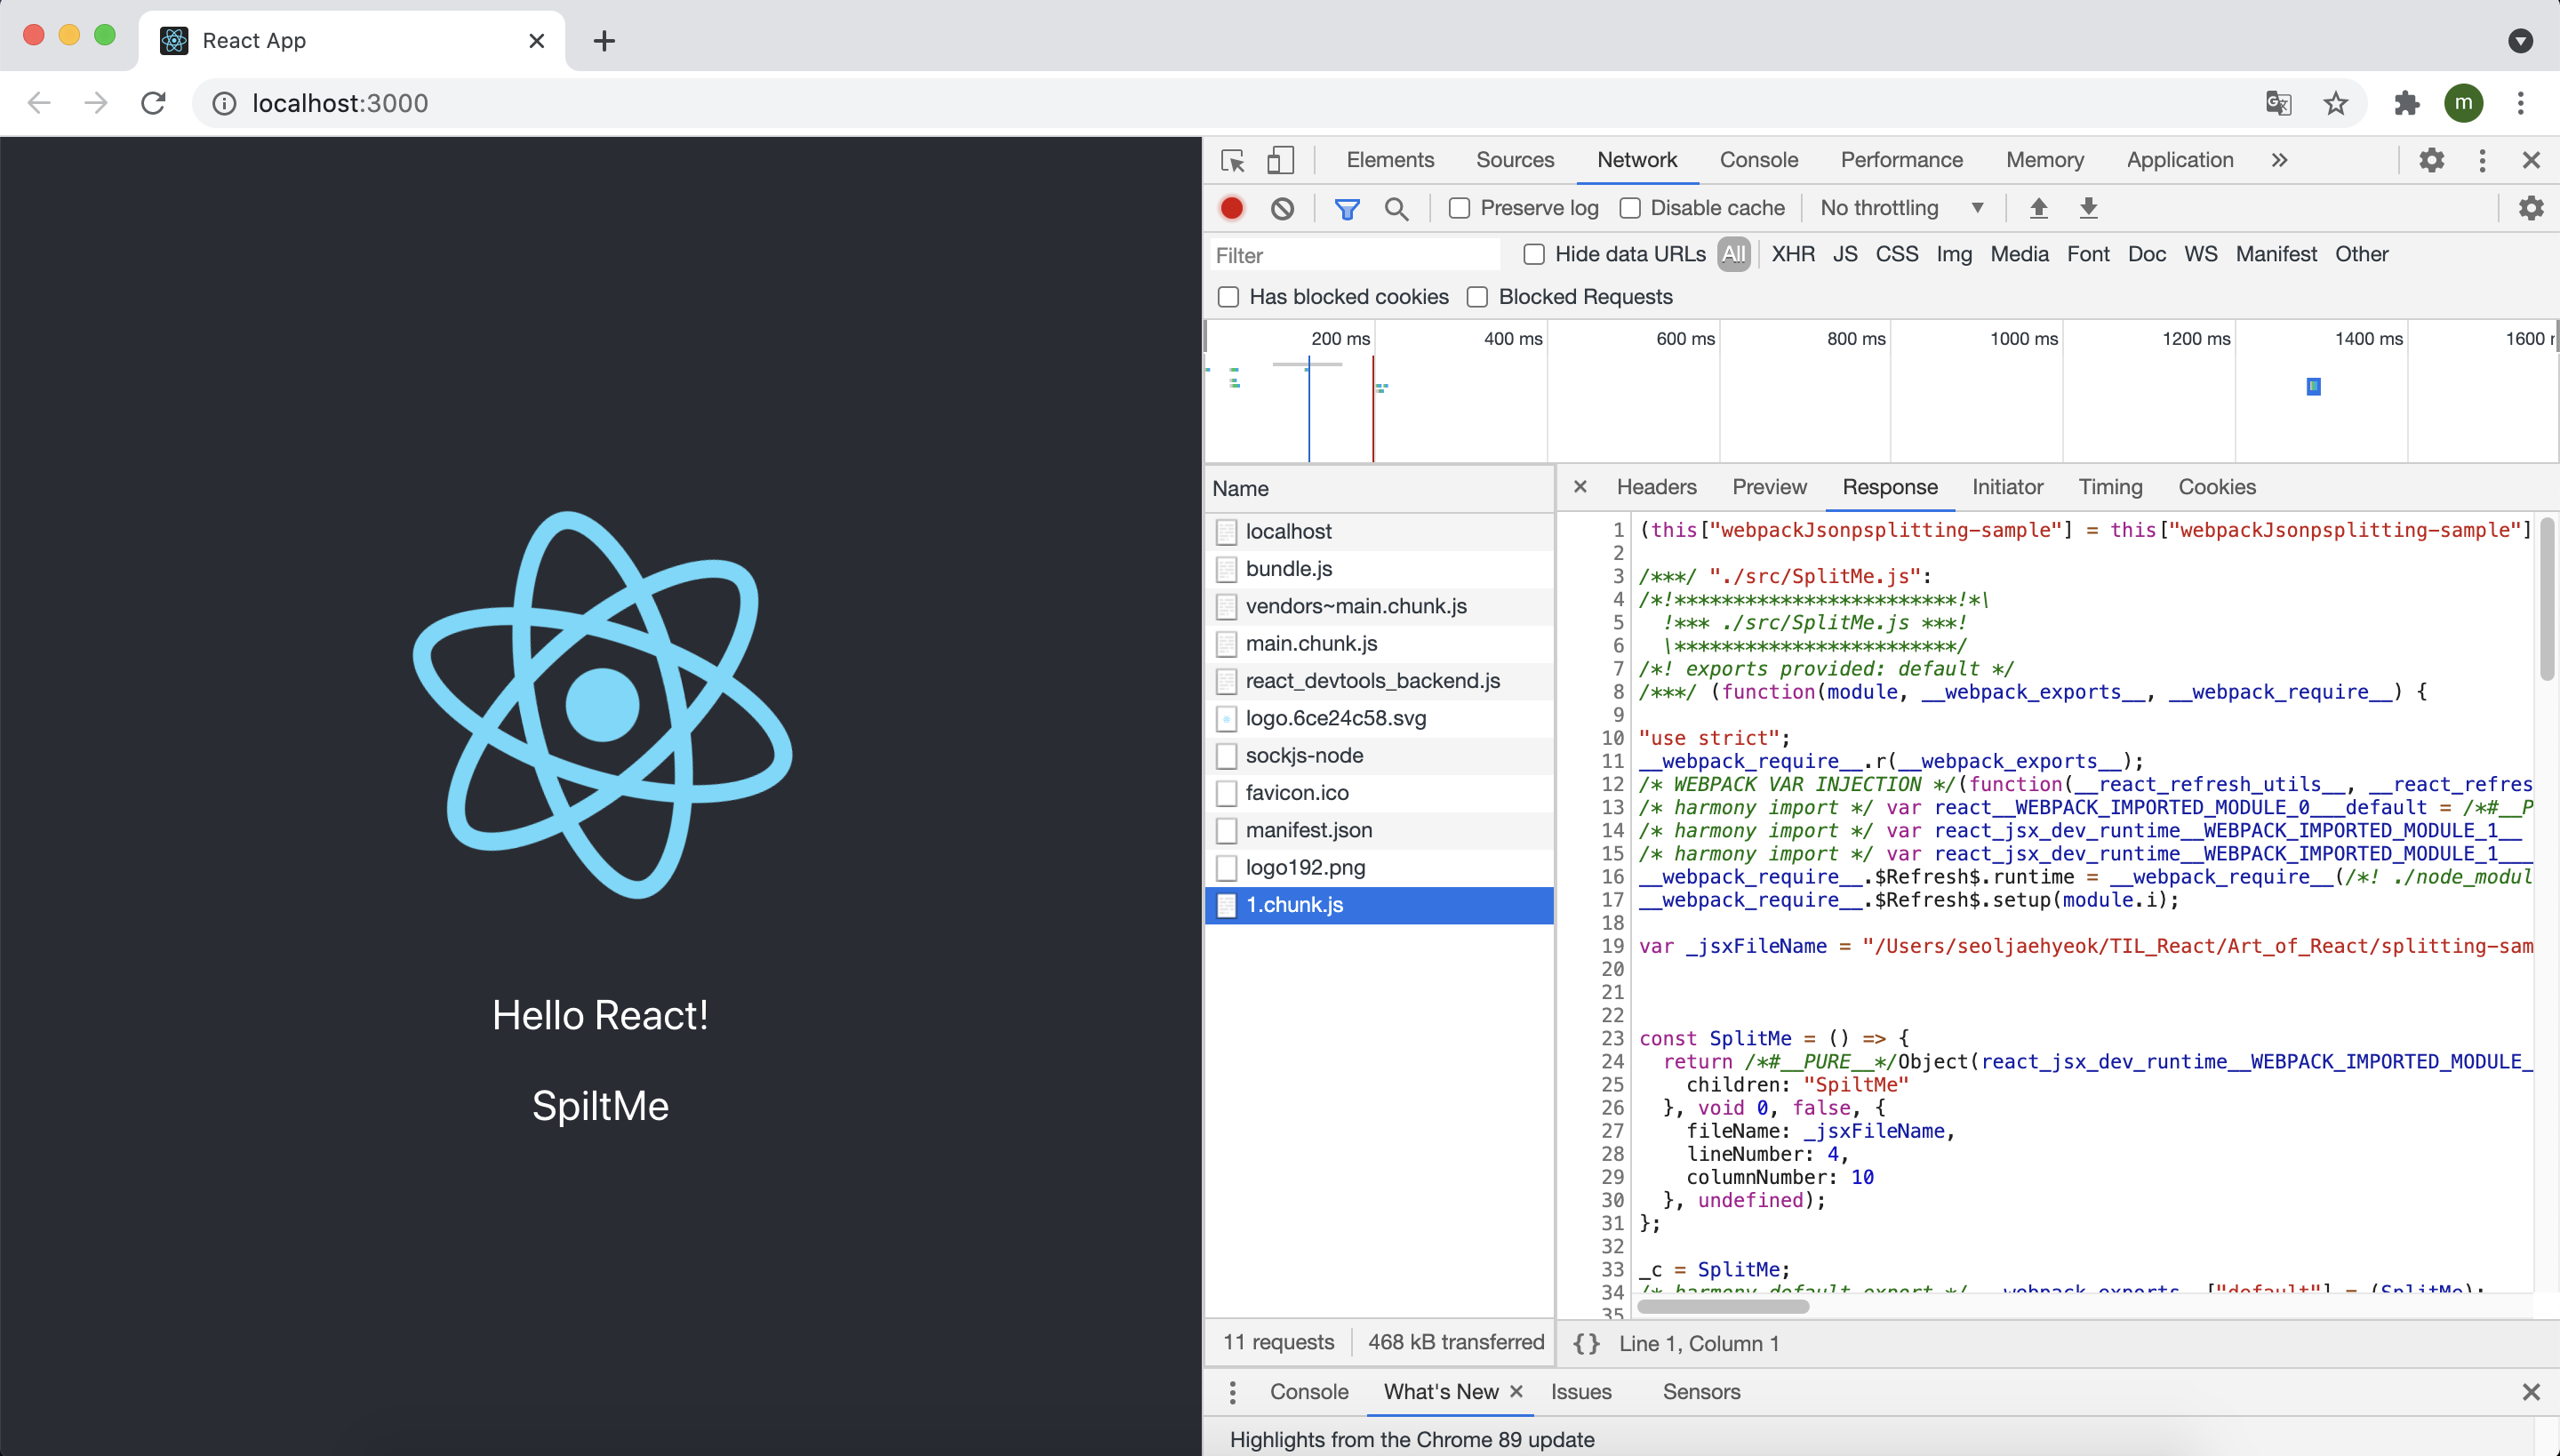 React App
localhost:3000
m
Elements Sources Network Console Performance Memory Application
Preserve log Disable cache No throttling
Filter Hide data URLs All XHR JS CSS Img Media Font Doc WS Manifest Other
Has blocked cookies Blocked Requests
200 ms 400 ms 600 ms 800 ms 1000 ms 1200 ms 1400 ms 1600
Name
localhost
bundle.js
vendors~main.chunk.js
main.chunk.js
react_devtools_backend.js
logo.6ce24c58.svg
sockjs-node
favicon.ico
manifest.json
logo192.png
1.chunk.js
11 requests 468 kB transferred
Headers Preview Response Initiator Timing Cookies
1 (this["webpackJsonpsplitting-sample"] = this["webpackJsonpsplitting-sample"]
2
3 /***/ "./src/SplitMe.js":
4 /*!************************!*\
5   !*** ./src/SplitMe.js ***!
6   \************************/
7 /*! exports provided: default */
8 /***/ (function(module, __webpack_exports__, __webpack_require__) {
9
10 "use strict";
11 __webpack_require__.r(__webpack_exports__);
12 /* WEBPACK VAR INJECTION */(function(__react_refresh_utils__, __react_refres
13 /* harmony import */ var react__WEBPACK_IMPORTED_MODULE_0___default = /*#__P
14 /* harmony import */ var react_jsx_dev_runtime__WEBPACK_IMPORTED_MODULE_1__
15 /* harmony import */ var react_jsx_dev_runtime__WEBPACK_IMPORTED_MODULE_1___
16 __webpack_require__.$Refresh$.runtime = __webpack_require__(/*! ./node_modul
17 __webpack_require__.$Refresh$.setup(module.i);
18
19 var _jsxFileName = "/Users/seoljaehyeok/TIL_React/Art_of_React/splitting-sam
20
21
22
23 const SplitMe = () => {
24   return /*#__PURE__*/Object(react_jsx_dev_runtime__WEBPACK_IMPORTED_MODULE_
25     children: "SpiltMe"
26   }, void 0, false, {
27     fileName: _jsxFileName,
28     lineNumber: 4,
29     columnNumber: 10
30   }, undefined);
31 };
32
33 _c = SplitMe;
34 /* harmony default export */ __webpack_exports__["default"] = (SplitMe);
35
{} Line 1, Column 1
Hello React!
SpiltMe
Console What's New Issues Sensors
Highlights from the Chrome 89 update